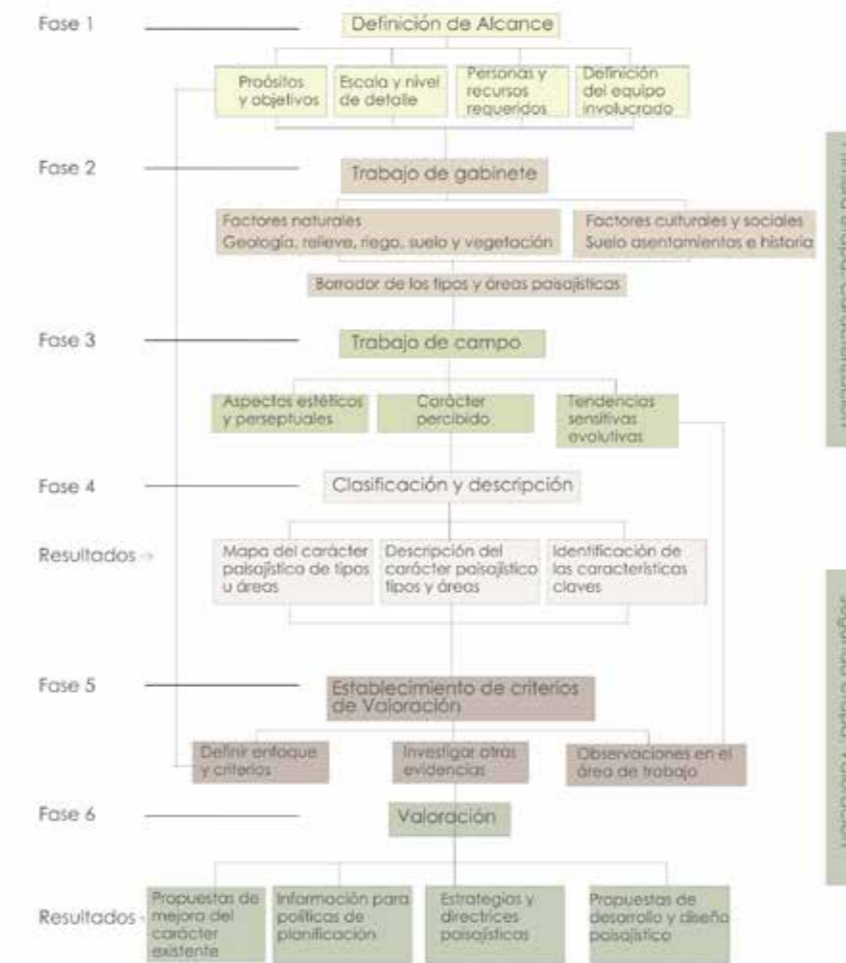 Fase 1
Definición de Alcance
Proósitos
y objetivos
Escala y nivel
de detalle
Personas y
recursos
requeridos
Definición
del equipo
involucrado
Fase 2
Trabajo de gabinete
Factores naturales
Geología, relieve, riego, suelo y vegetación
Factores culturales y sociales
Suelo asentamientos e historia
Borrador de los tipos y áreas paisajísticas
Fase 3
Trabajo de campo
Aspectos estéticos
y perseptuales
Carácter
percibido
Tendencias
sensitivas
evolutivas
Fase 4
Clasificación y descripción
Resultados
Mapa del carácter
paisajístico de tipos
u áreas
Descripción del
carácter paisajístico
tipos y áreas
Identificación de
las características
claves
Fase 5
Establecimiento de criterios
de Valoración
Definir enfoque
y criterios
Investigar otras
evidencias
Observaciones en el
área de trabajo
Fase 6
Valoración
Resultados
Propuestas de
mejora del
carácter
existente
Información para
políticas de
planificación
Estrategias y
directrices
paisajísticas
Propuestas de
desarrollo y diseño
paisajístico